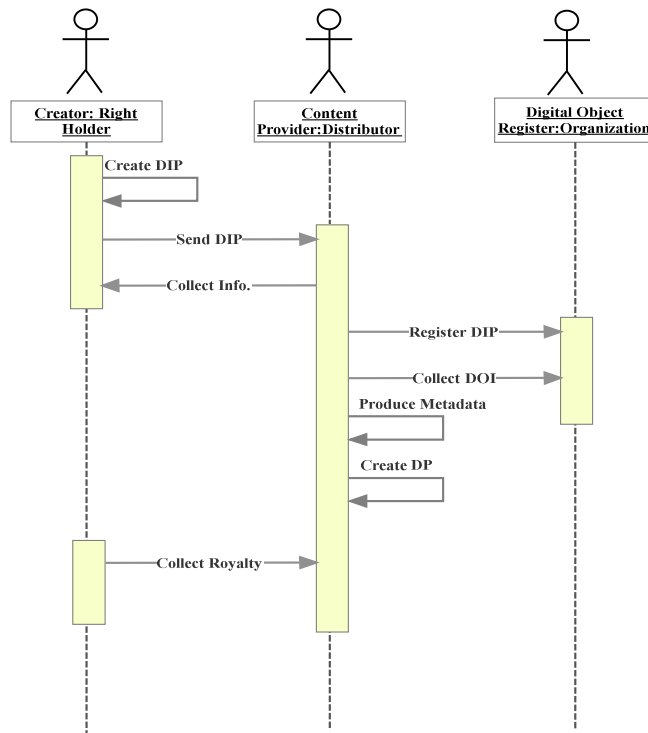 Creator: Right
Holder
Content
Provider:Distributor
Digital Object
Register:Organization
Create DIP
Send DIP
Collect Info.
Register DIP
Collect DOI
Produce Metadata
Create DP
Collect Royalty